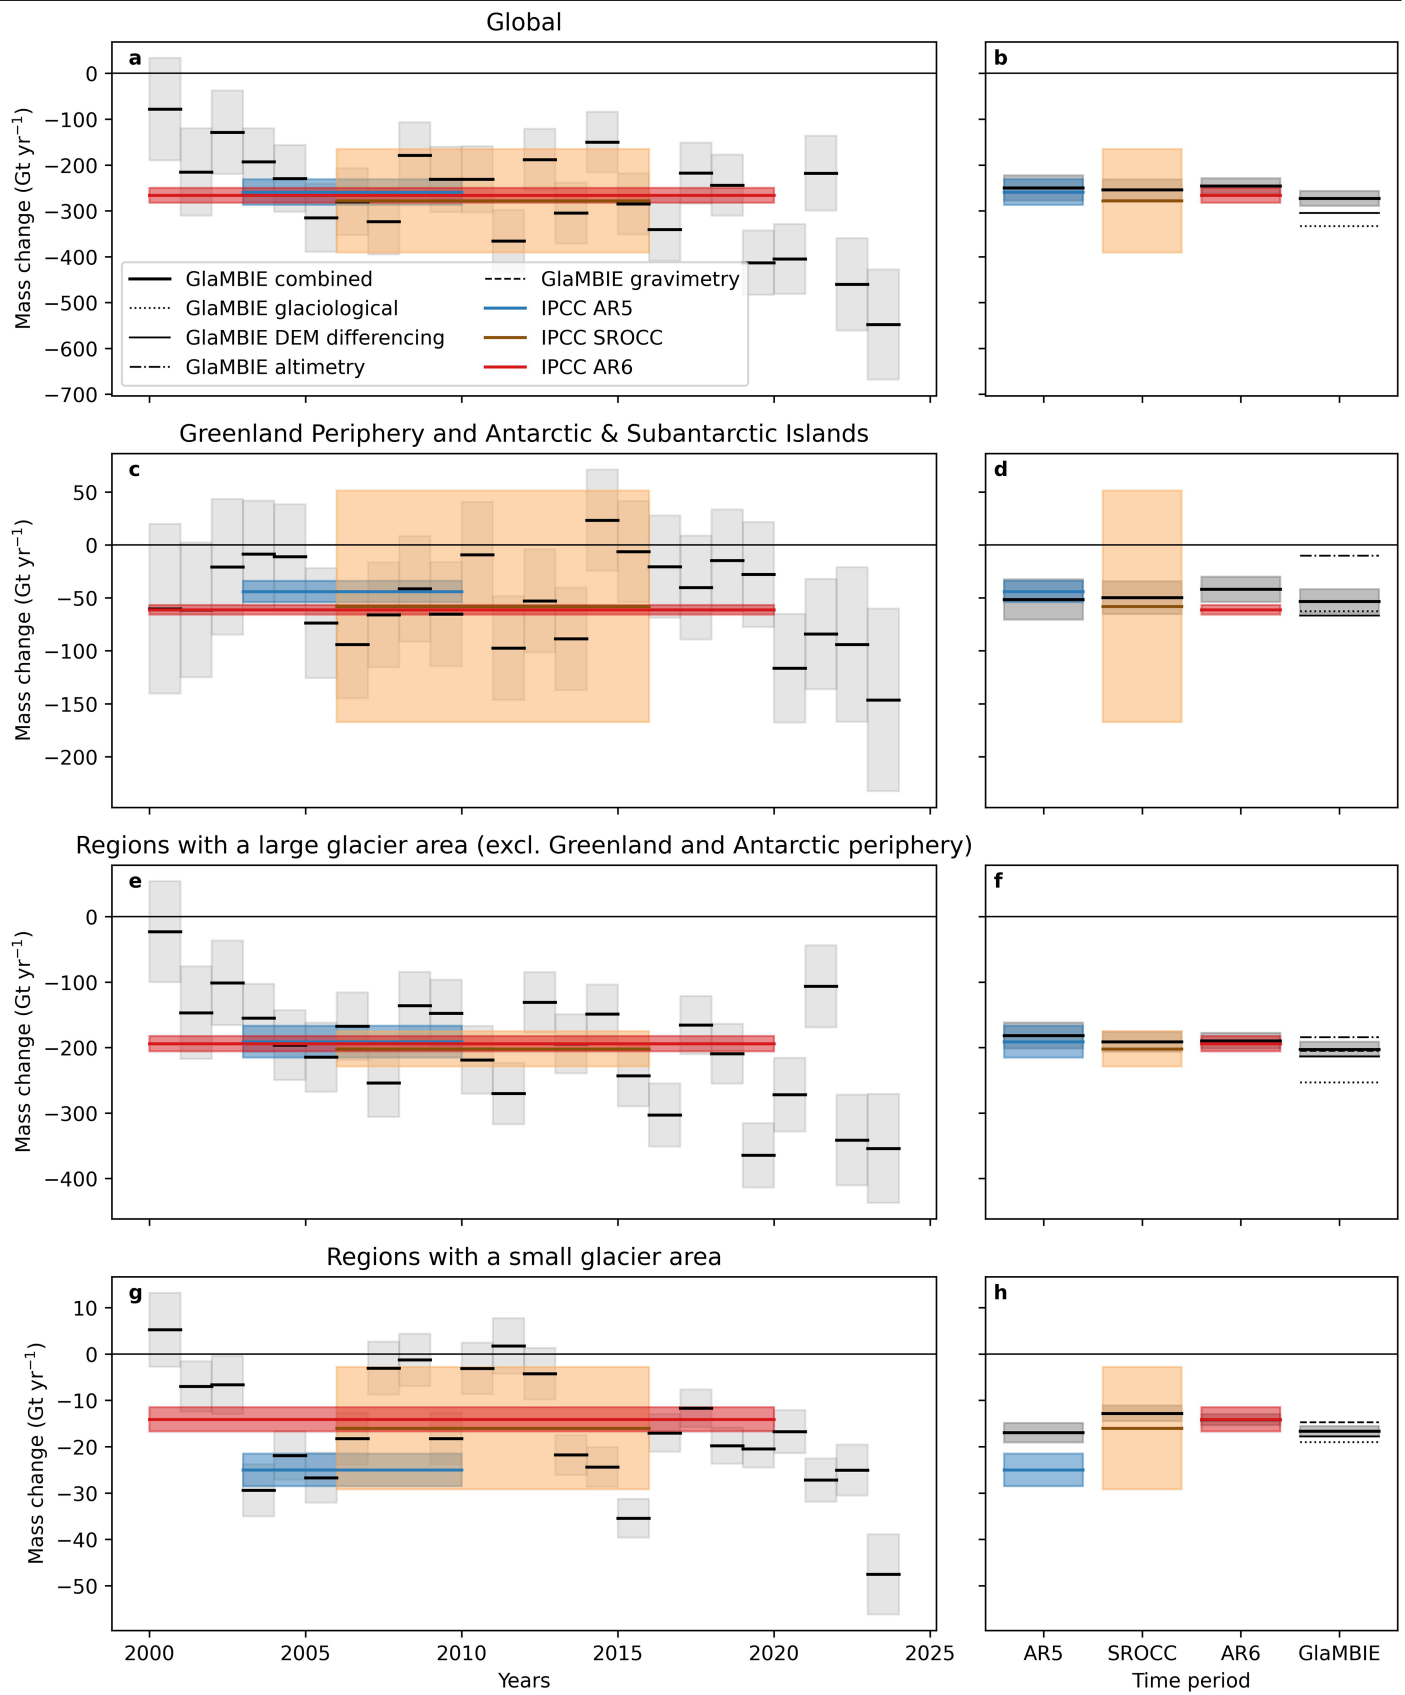 Global
a
b
0
−100
−200
−300
−400
−500
−600
−700
Mass change (Gt yr⁻¹)
GlaMBIE combined
GlaMBIE glaciological
GlaMBIE DEM differencing
GlaMBIE altimetry
GlaMBIE gravimetry
IPCC AR5
IPCC SROCC
IPCC AR6
Greenland Periphery and Antarctic & Subantarctic Islands
c
d
50
0
−50
−100
−150
−200
Mass change (Gt yr⁻¹)
Regions with a large glacier area (excl. Greenland and Antarctic periphery)
e
f
0
−100
−200
−300
−400
Mass change (Gt yr⁻¹)
Regions with a small glacier area
g
h
10
0
−10
−20
−30
−40
−50
Mass change (Gt yr⁻¹)
2000 2005 2010 2015 2020 2025
Years
AR5 SROCC AR6 GlaMBIE
Time period